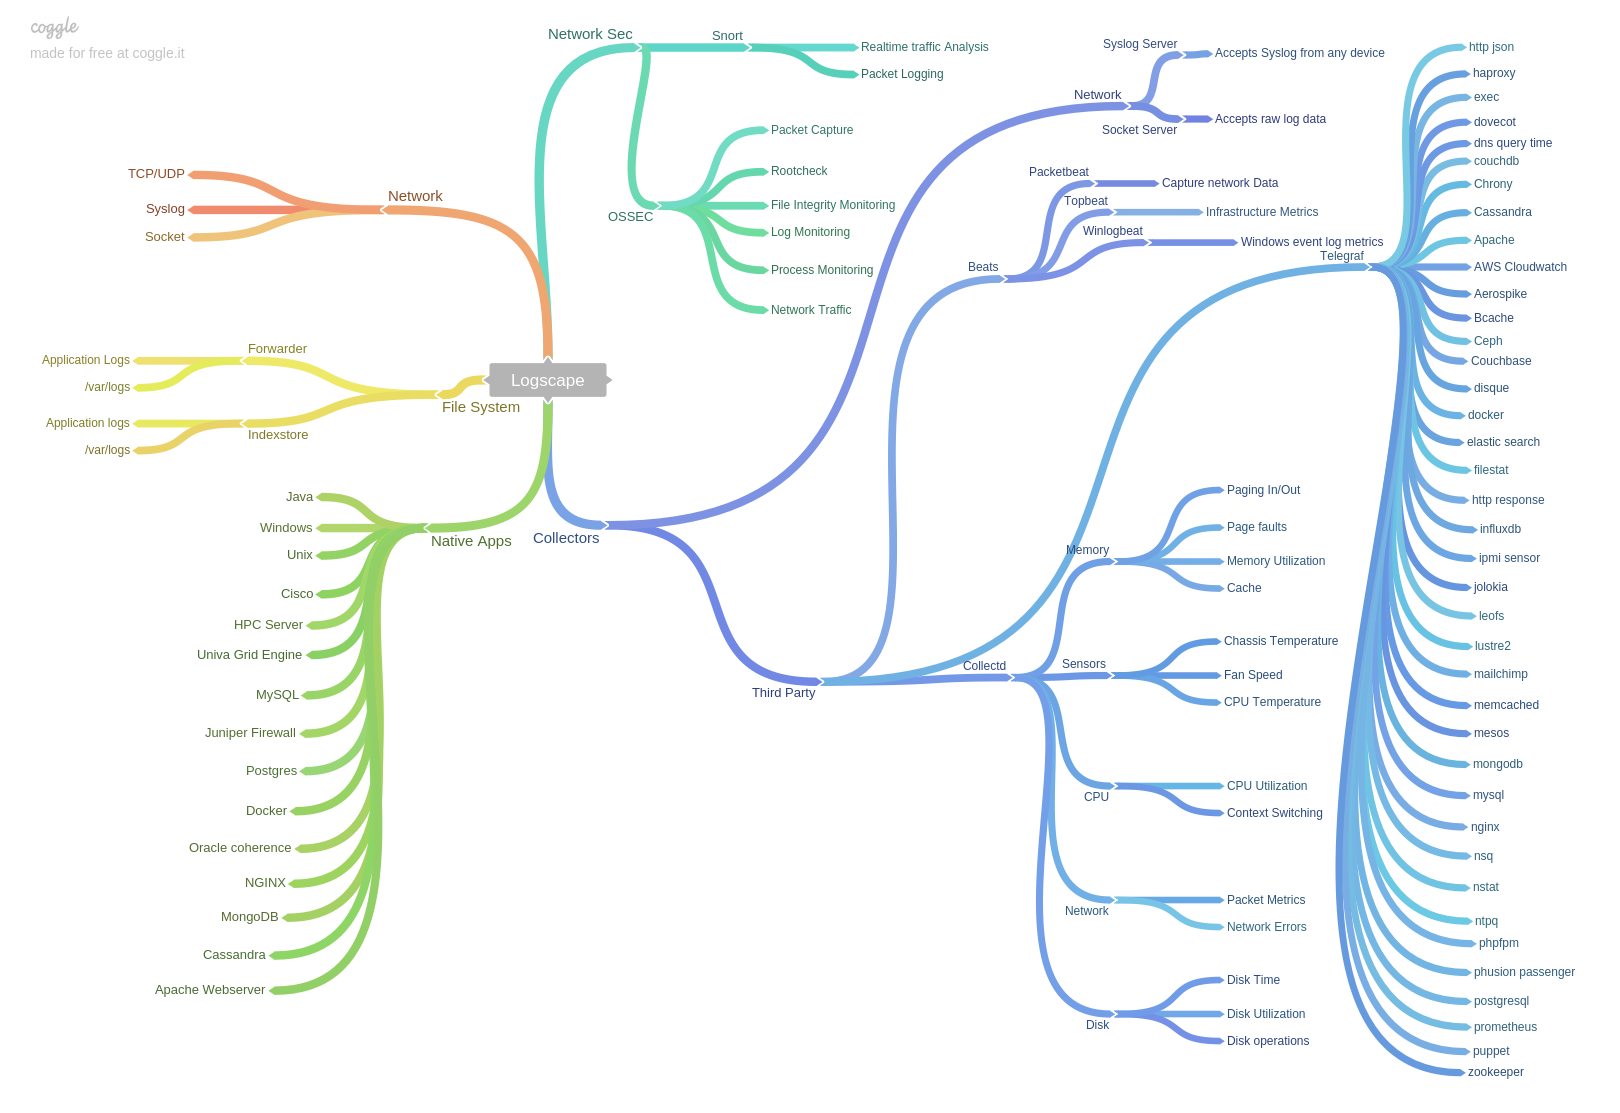 coggle
made for free at coggle.it
Logscape
Network Sec
Snort
Realtime traffic Analysis
Packet Logging
OSSEC
Packet Capture
Rootcheck
File Integrity Monitoring
Log Monitoring
Process Monitoring
Network Traffic
Network
TCP/UDP
Syslog
Socket
File System
Forwarder
Application Logs
/var/logs
Indexstore
Application logs
/var/logs
Native Apps
Java
Windows
Unix
Cisco
HPC Server
Univa Grid Engine
MySQL
Juniper Firewall
Postgres
Docker
Oracle coherence
NGINX
MongoDB
Cassandra
Apache Webserver
Collectors
Network
Syslog Server
Accepts Syslog from any device
Socket Server
Accepts raw log data
Third Party
Beats
Packetbeat
Capture network Data
Topbeat
Infrastructure Metrics
Winlogbeat
Windows event log metrics
Collectd
Memory
Paging In/Out
Page faults
Memory Utilization
Cache
Sensors
Chassis Temperature
Fan Speed
CPU Temperature
CPU
CPU Utilization
Context Switching
Network
Packet Metrics
Network Errors
Disk
Disk Time
Disk Utilization
Disk operations
Telegraf
http json
haproxy
exec
dovecot
dns query time
couchdb
Chrony
Cassandra
Apache
AWS Cloudwatch
Aerospike
Bcache
Ceph
Couchbase
disque
docker
elastic search
filestat
http response
influxdb
ipmi sensor
jolokia
leofs
lustre2
mailchimp
memcached
mesos
mongodb
mysql
nginx
nsq
nstat
ntpq
phpfpm
phusion passenger
postgresql
prometheus
puppet
zookeeper